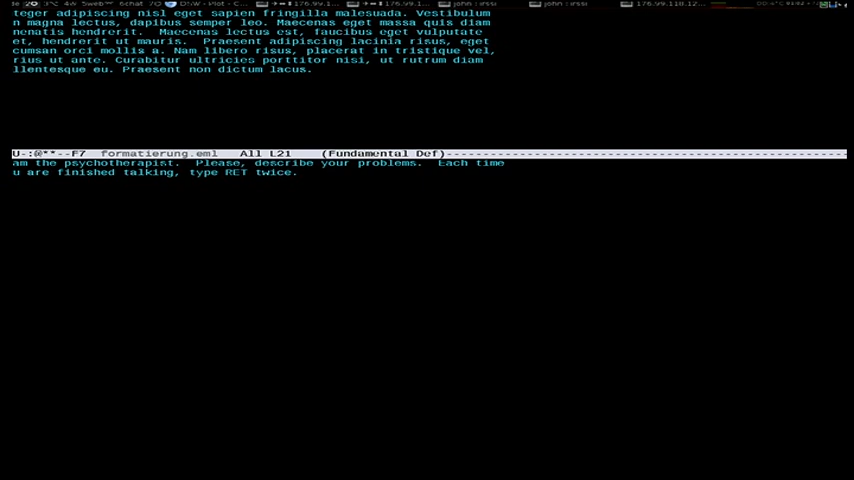 teger adipiscing nisl eget sapien fringilla malesuada. Vestibulum
n magna lectus, dapibus semper leo. Maecenas eget massa quis diam
nenatis hendrerit.  Maecenas lectus est, faucibus eget vulputate
et, hendrerit ut mauris.  Praesent adipiscing lacinia risus, eget
cumsan orci mollis a. Nam libero risus, placerat in tristique vel,
rius ut ante. Curabitur ultricies porttitor nisi, ut rutrum diam
llentesque eu. Praesent non dictum lacus.
U-:@**--F7  formatierung.eml   All L21    (Fundamental Def)
am the psychotherapist.  Please, describe your problems.  Each time
u are finished talking, type RET twice.